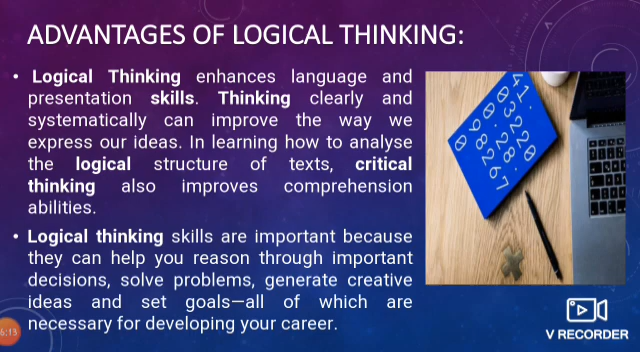 ADVANTAGES OF LOGICAL THINKING:
• Logical Thinking enhances language and
presentation skills. Thinking clearly and
systematically can improve the way we
express our ideas. In learning how to analyse
the logical structure of texts, critical
thinking also improves comprehension
abilities.
• Logical thinking skills are important because
they can help you reason through important
decisions, solve problems, generate creative
ideas and set goals—all of which are
necessary for developing your career.
6:13
V RECORDER